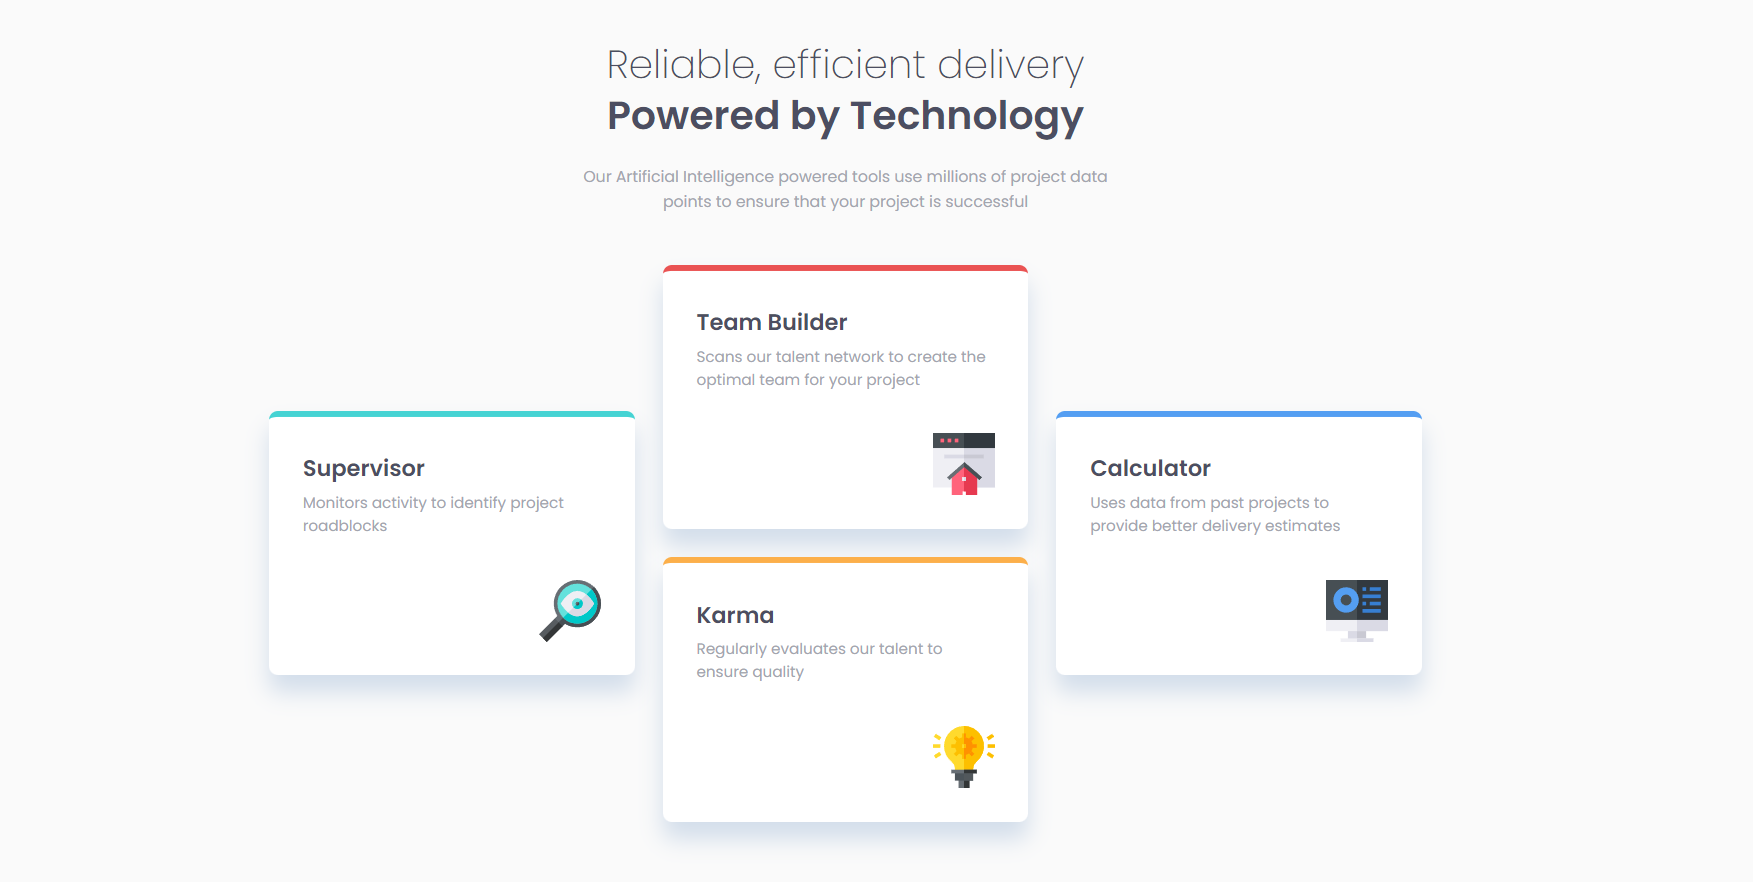 Reliable, efficient delivery
Powered by Technology
Our Artificial Intelligence powered tools use millions of project data
points to ensure that your project is successful
Team Builder
Scans our talent network to create the
optimal team for your project
Supervisor
Monitors activity to identify project
roadblocks
Calculator
Uses data from past projects to
provide better delivery estimates
Karma
Regularly evaluates our talent to
ensure quality